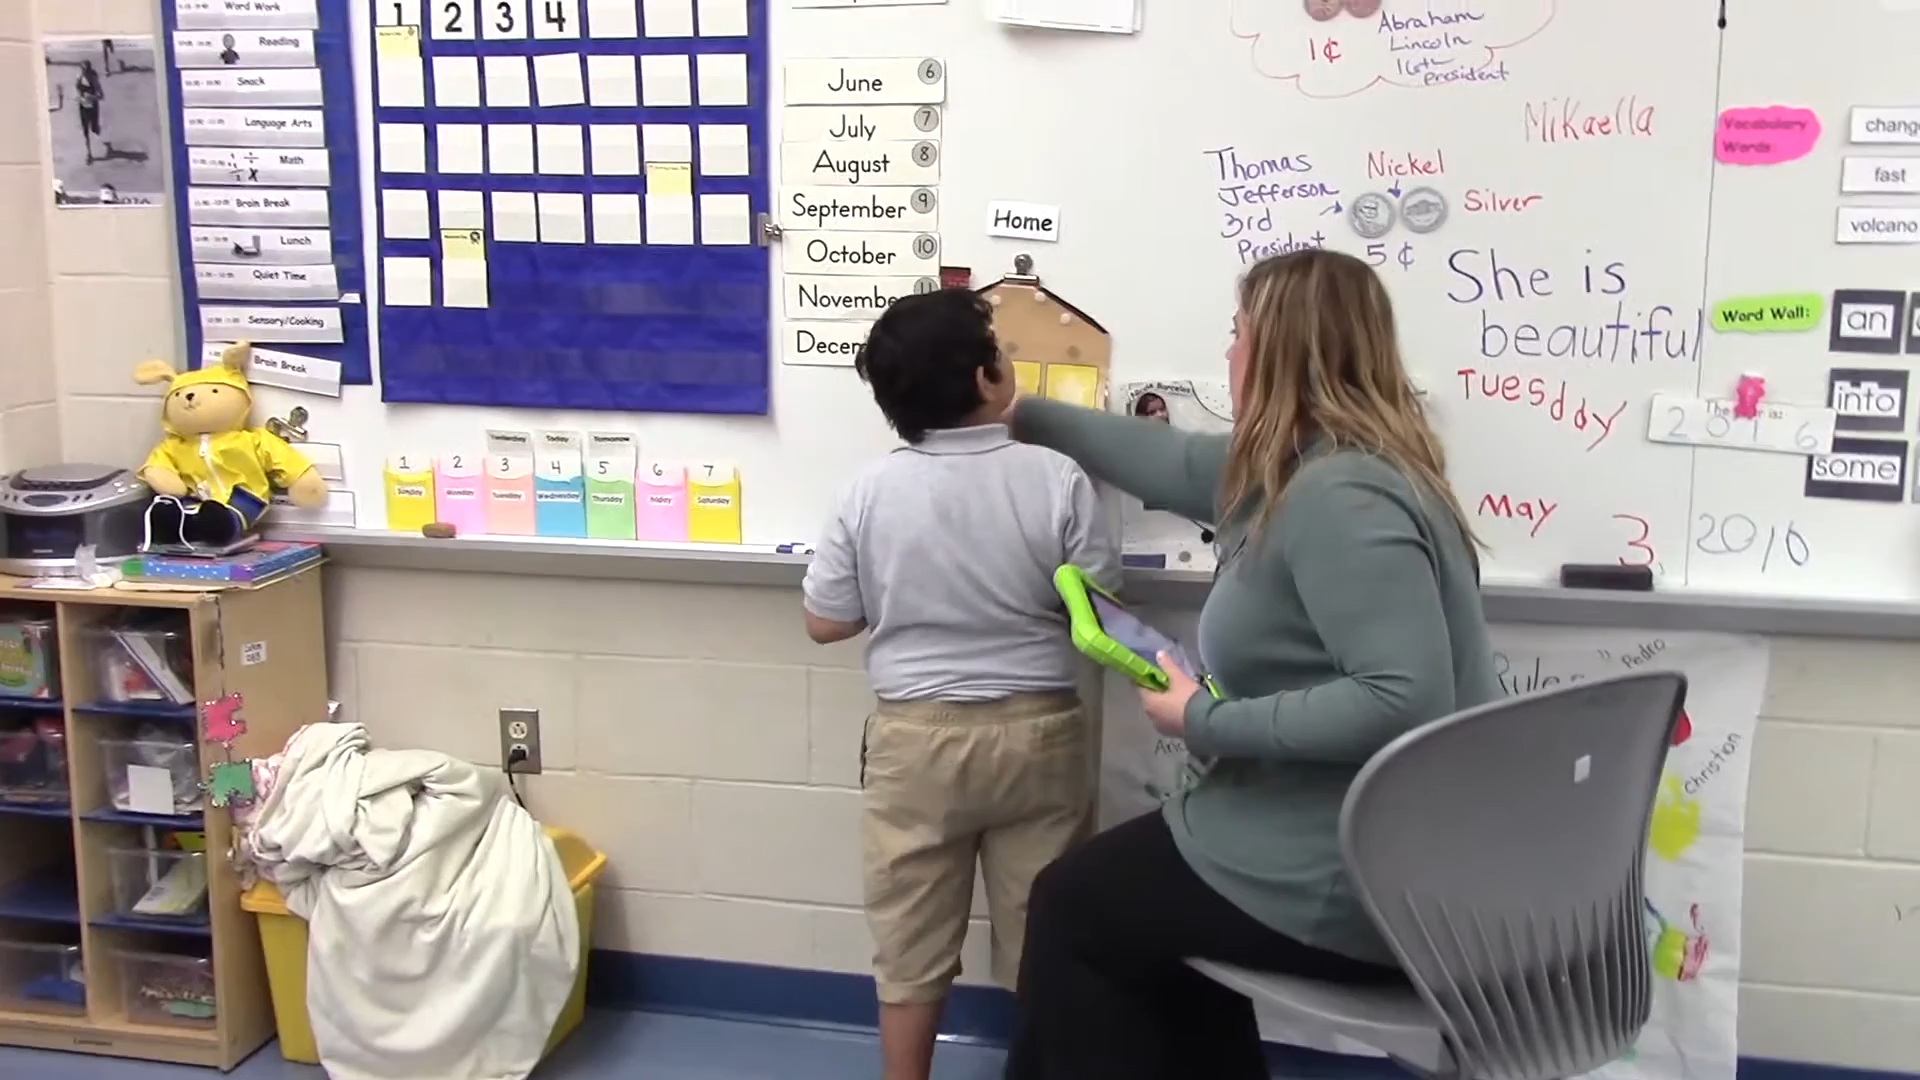 Word Work
Reading
Snack
Language Arts
Math
Brain Break
Lunch
Quiet Time
Sensory/Cooking
Brain Break
1 2 3 4
June 6
July 7
August 8
September 9
October 10
Novembe
Decem
Home
Yesterday Today Tomorrow
1 2 3 4 5 6 7
Sunday Monday Tuesday Wednesday Thursday Friday Saturday
1¢
Abraham
Lincoln
16th
president
Mikaella
Thomas
Jefferson
3rd
President
Nickel
Silver
5¢
She is
beautiful
Tuesday
May 3, 2016
2016
Vocabulary
Words:
chang
fast
volcano
Word Wall:
an
into
some
Rules
Pedro
Christon